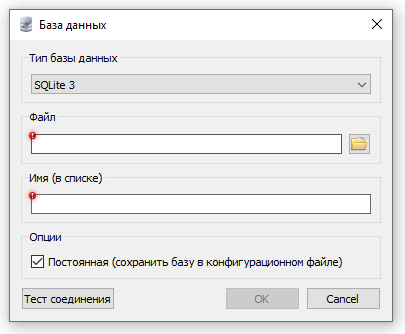 База данных
Тип базы данных
SQLite 3
Файл
Имя (в списке)
Опции
Постоянная (сохранить базу в конфигурационном файле)
Тест соединения
OK
Cancel